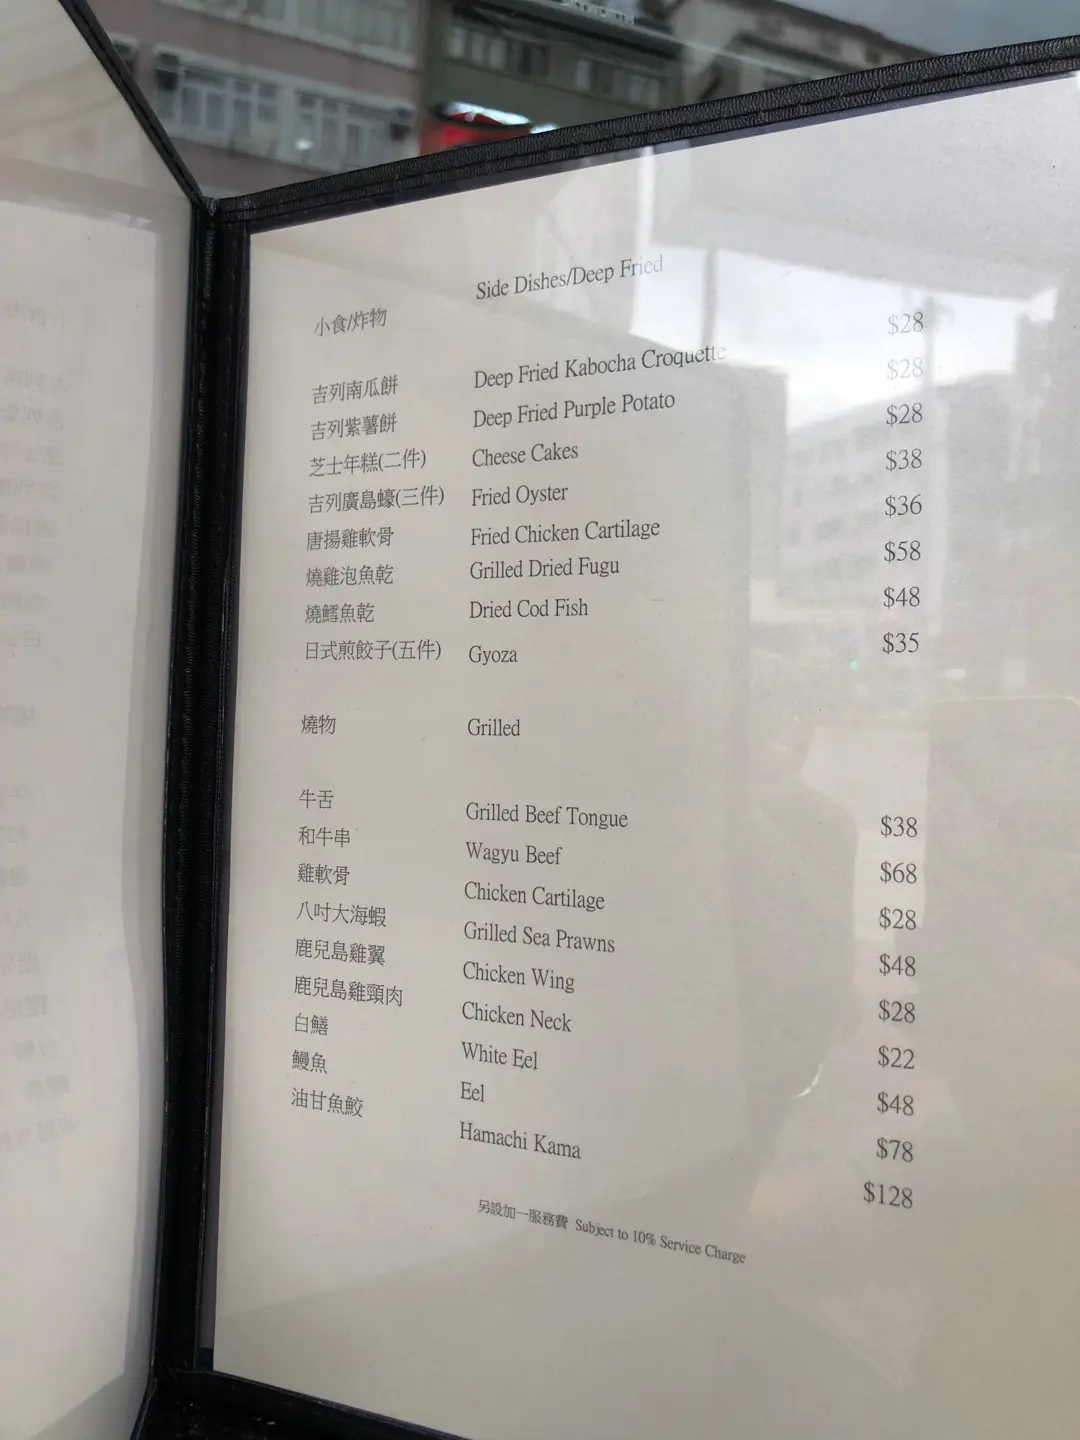 小食/炸物 Side Dishes/Deep Fried
吉列南瓜餅 Deep Fried Kabocha Croquette $28
吉列紫薯餅 Deep Fried Purple Potato $28
芝士年糕(二件) Cheese Cakes $28
吉列廣島蠔(三件) Fried Oyster $38
唐揚雞軟骨 Fried Chicken Cartilage $36
燒雞泡魚乾 Grilled Dried Fugu $58
燒鱈魚乾 Dried Cod Fish $48
日式煎餃子(五件) Gyoza $35
燒物 Grilled
牛舌 Grilled Beef Tongue $38
和牛串 Wagyu Beef $68
雞軟骨 Chicken Cartilage $28
八吋大海蝦 Grilled Sea Prawns $48
鹿兒島雞翼 Chicken Wing $28
鹿兒島雞頸肉 Chicken Neck $22
白鱔 White Eel $48
鰻魚 Eel $78
油甘魚鮫 Hamachi Kama $128
另設加一服務費 Subject to 10% Service Charge